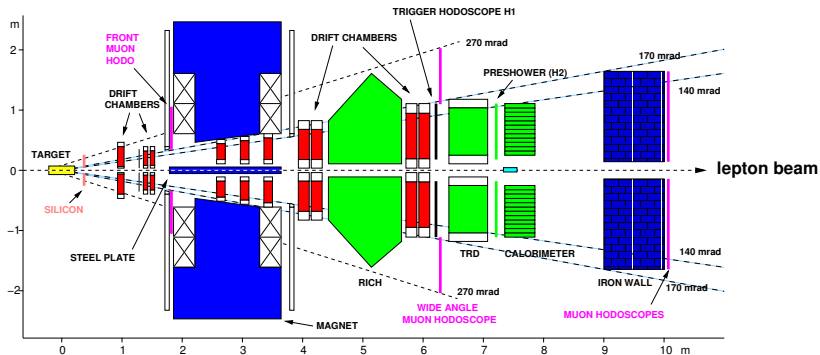 m
TRIGGER HODOSCOPE H1
FRONT
MUON
HODO
DRIFT CHAMBERS
270 mrad
170 mrad
2
PRESHOWER (H2)
140 mrad
DRIFT
CHAMBERS
1
TARGET
0
lepton beam
SILICON
−1
STEEL PLATE
140 mrad
TRD
CALORIMETER
RICH
IRON WALL
170 mrad
−2
270 mrad
WIDE ANGLE
MUON HODOSCOPE
MUON HODOSCOPES
MAGNET
0 1 2 3 4 5 6 7 8 9 10 m